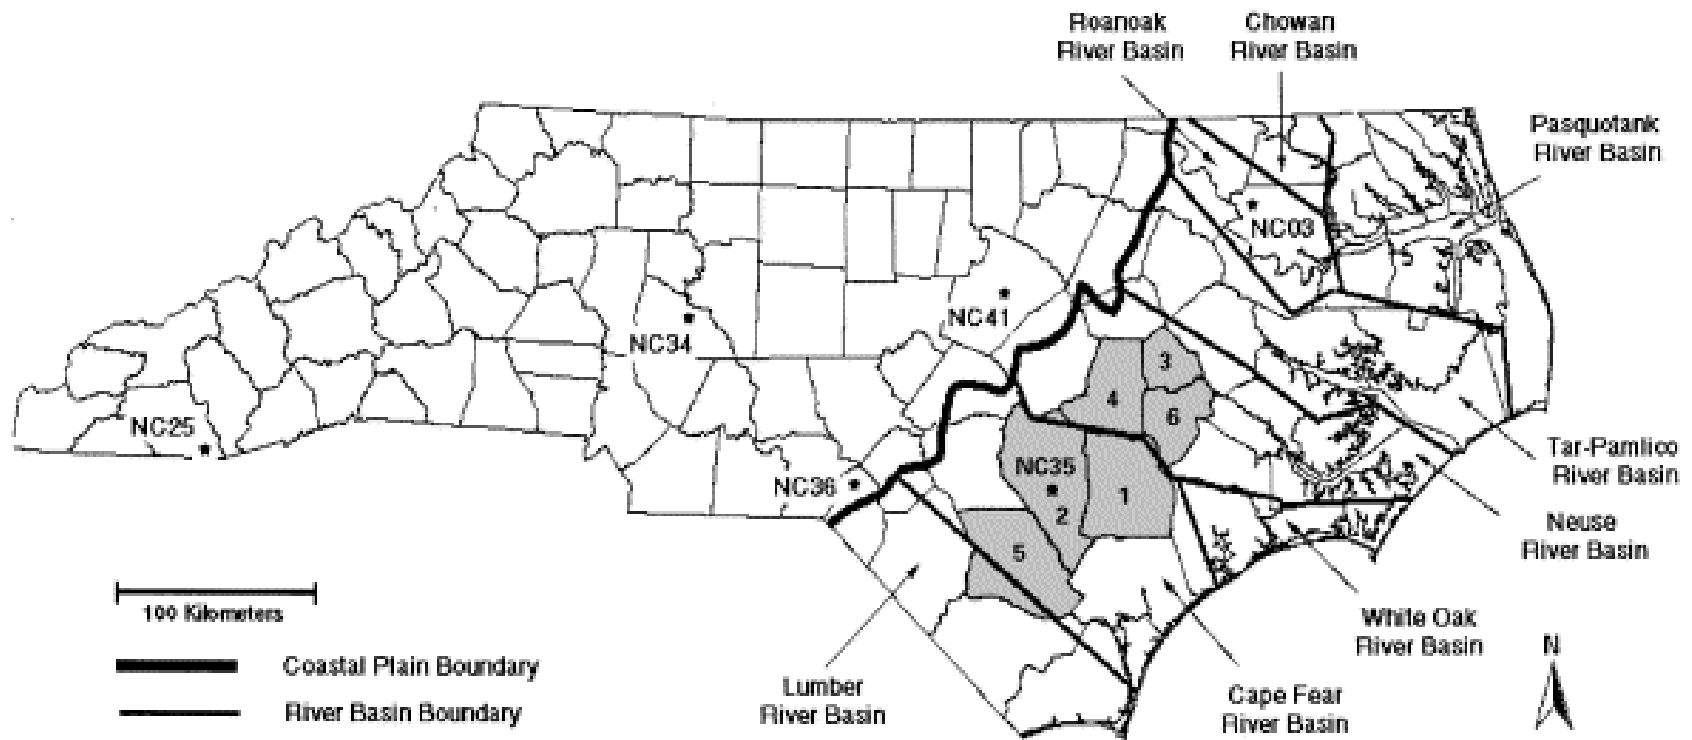 Roanoak
River Basin
Chowan
River Basin
Pasquotank
River Basin
NC03
NC41
NC34
3
4
6
NC25
NC35
NC36
1
2
5
Tar-Pamlico
River Basin
Neuse
River Basin
100 Kilometers
White Oak
River Basin
N
Coastal Plain Boundary
Lumber
River Basin
Cape Fear
River Basin
River Basin Boundary